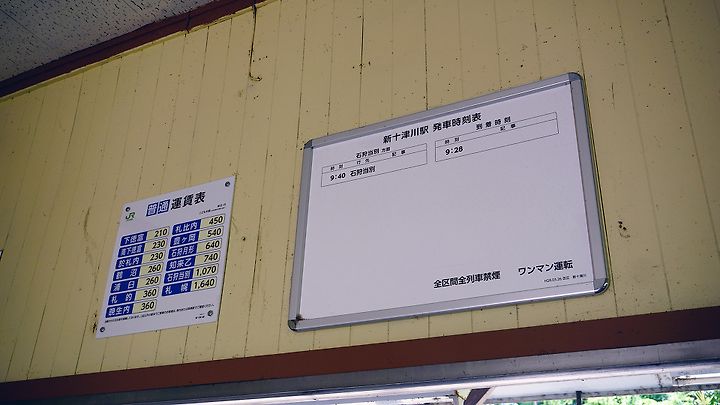 JR 普通 運賃表
下徳富 210
南下徳富 230
於札内 230
鶴沼 260
浦臼 260
札的 360
晩生内 360
札比内 450
豊ヶ岡 540
石狩月形 640
知来乙 740
石狩当別 1,070
札幌 1,640
新十津川駅 発車時刻表
石狩当別 方面
時刻 行先 記事
9:40 石狩当別
到着時刻
時刻 記事
9:28
全区間全列車禁煙 ワンマン運転